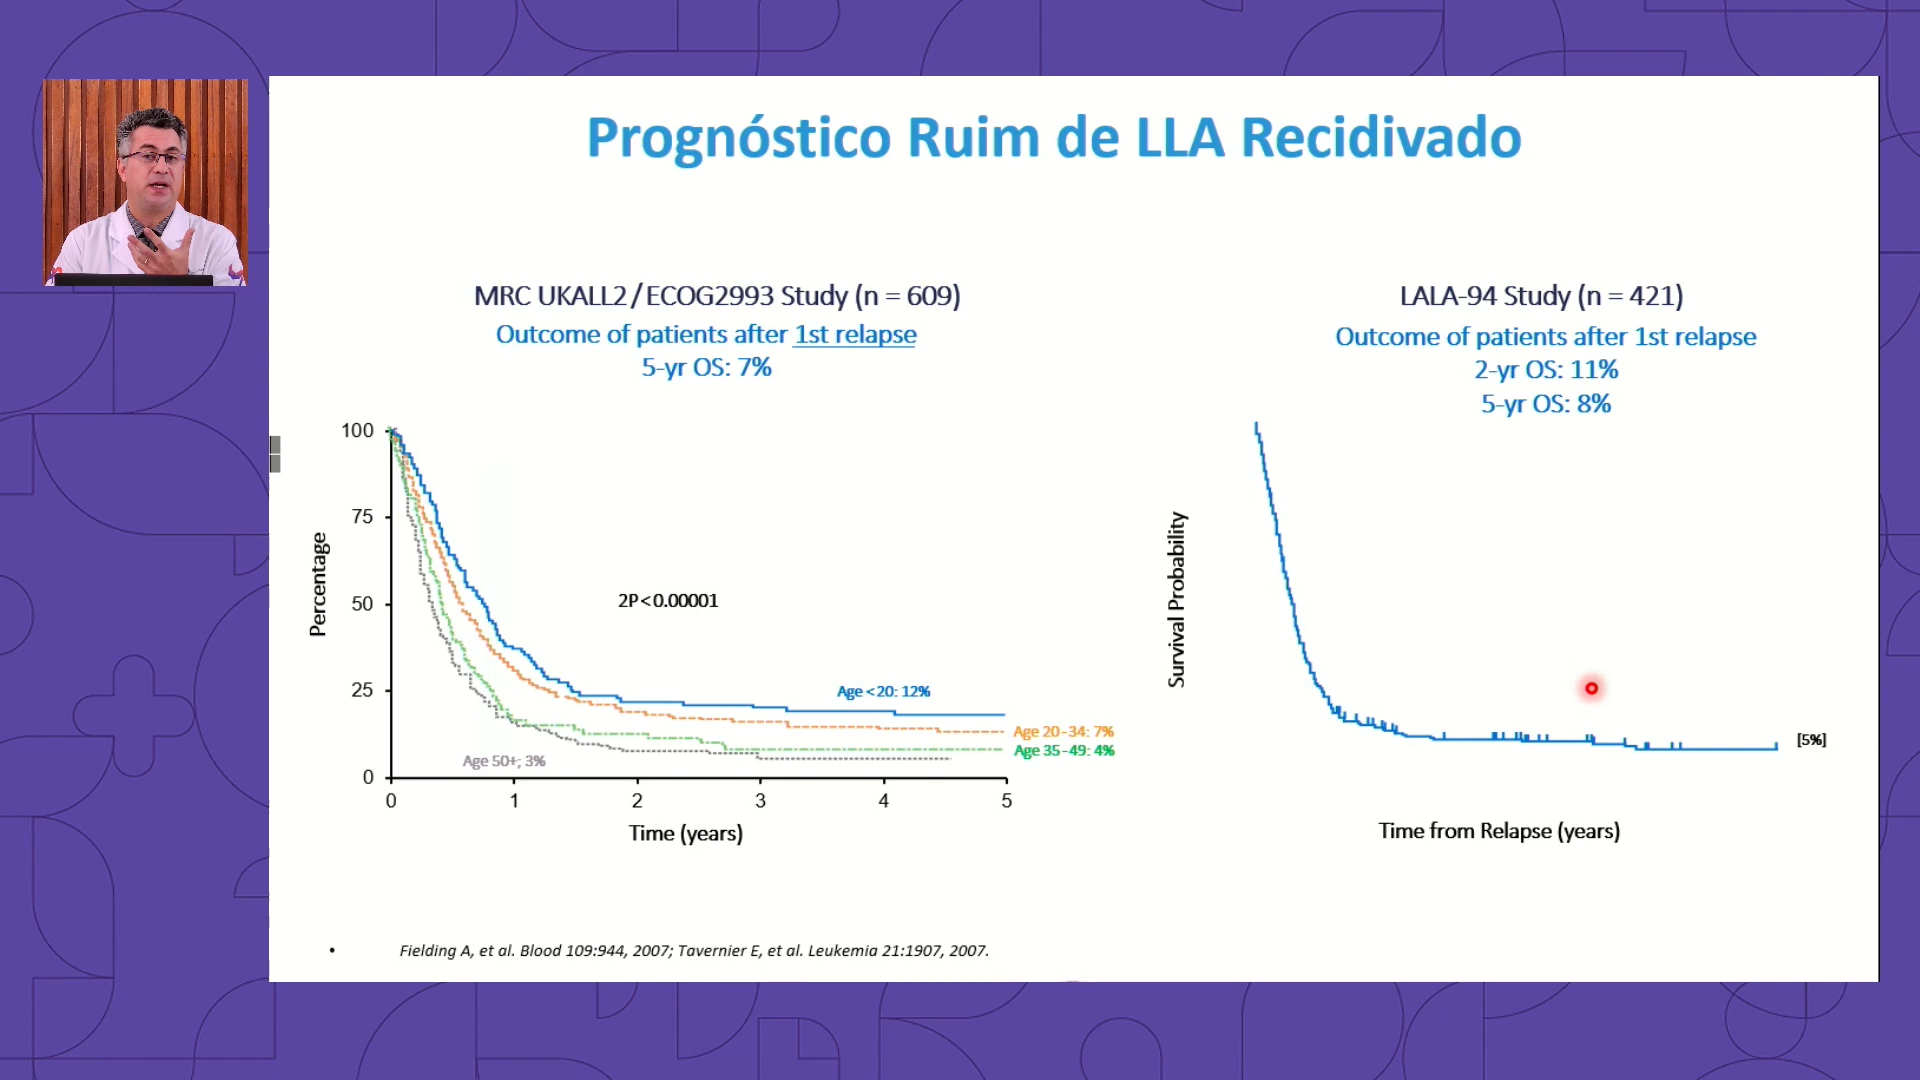 Prognóstico Ruim de LLA Recidivado
MRC UKALL2/ECOG2993 Study (n = 609)
Outcome of patients after 1st relapse
5-yr OS: 7%
100
75
50
25
0
Percentage
2P<0.00001
Age <20: 12%
Age 20-34: 7%
Age 35-49: 4%
Age 50+; 3%
0 1 2 3 4 5
Time (years)
LALA-94 Study (n = 421)
Outcome of patients after 1st relapse
2-yr OS: 11%
5-yr OS: 8%
Survival Probability
[5%]
Time from Relapse (years)
• Fielding A, et al. Blood 109:944, 2007; Tavernier E, et al. Leukemia 21:1907, 2007.